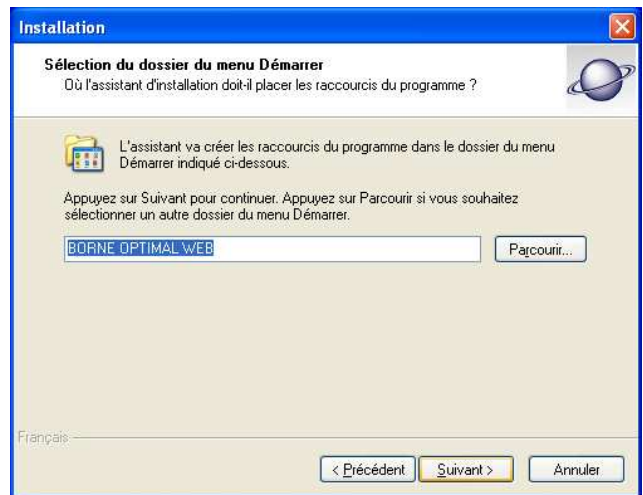 Installation
Sélection du dossier du menu Démarrer
Où l'assistant d'installation doit-il placer les raccourcis du programme ?
L'assistant va créer les raccourcis du programme dans le dossier du menu
Démarrer indiqué ci-dessous.
Appuyez sur Suivant pour continuer. Appuyez sur Parcourir si vous souhaitez
sélectionner un autre dossier du menu Démarrer.
BORNE OPTIMAL WEB
Parcourir...
Français
< Précédent
Suivant >
Annuler